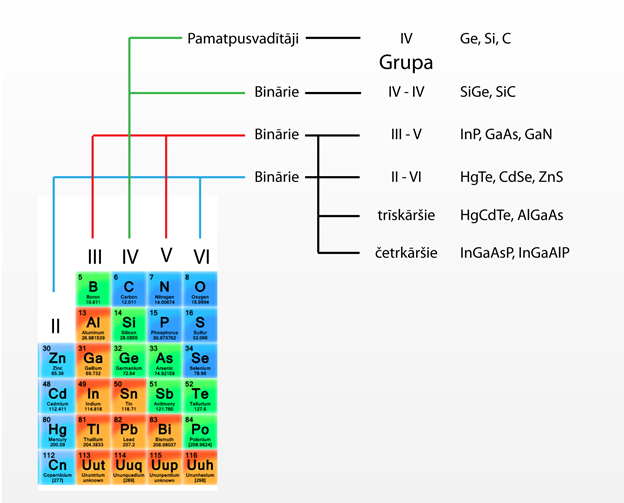 Pamatpusvadītāji IV Ge, Si, C
Grupa
Binārie IV - IV SiGe, SiC
Binārie III - V InP, GaAs, GaN
Binārie II - VI HgTe, CdSe, ZnS
trīskāršie HgCdTe, AlGaAs
četrkāršie InGaAsP, InGaAlP
III IV V VI
5 6 7 8
B C N O
Boron Carbon Nitrogen Oxygen
10.811 12.011 14.00674 15.9994
II
13 14 15 16
Al Si P S
Aluminum Silicon Phosphorus Sulfur
26.981539 28.0855 30.973762 32.066
30 31 32 33 34
Zn Ga Ge As Se
Zinc Gallium Germanium Arsenic Selenium
65.39 69.732 72.64 74.92159 78.96
48 49 50 51 52
Cd In Sn Sb Te
Cadmium Indium Tin Antimony Tellurium
112.411 114.818 118.71 121.760 127.6
80 81 82 83 84
Hg Tl Pb Bi Po
Mercury Thallium Lead Bismuth Polonium
200.59 204.3833 207.2 208.98037 [208.9824]
112 113 114 115 116
Cn Uut Uuq Uup Uuh
Copernicium Ununtrium Ununquadium Ununpentium Ununhexium
[277] unknown [289] unknown [298]